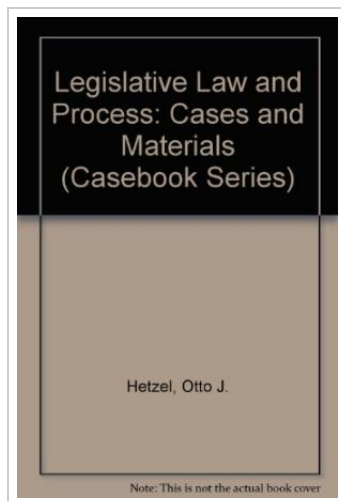 Legislative Law and
Process: Cases and
Materials
(Casebook Series)
Hetzel, Otto J.
Note: This is not the actual book cover